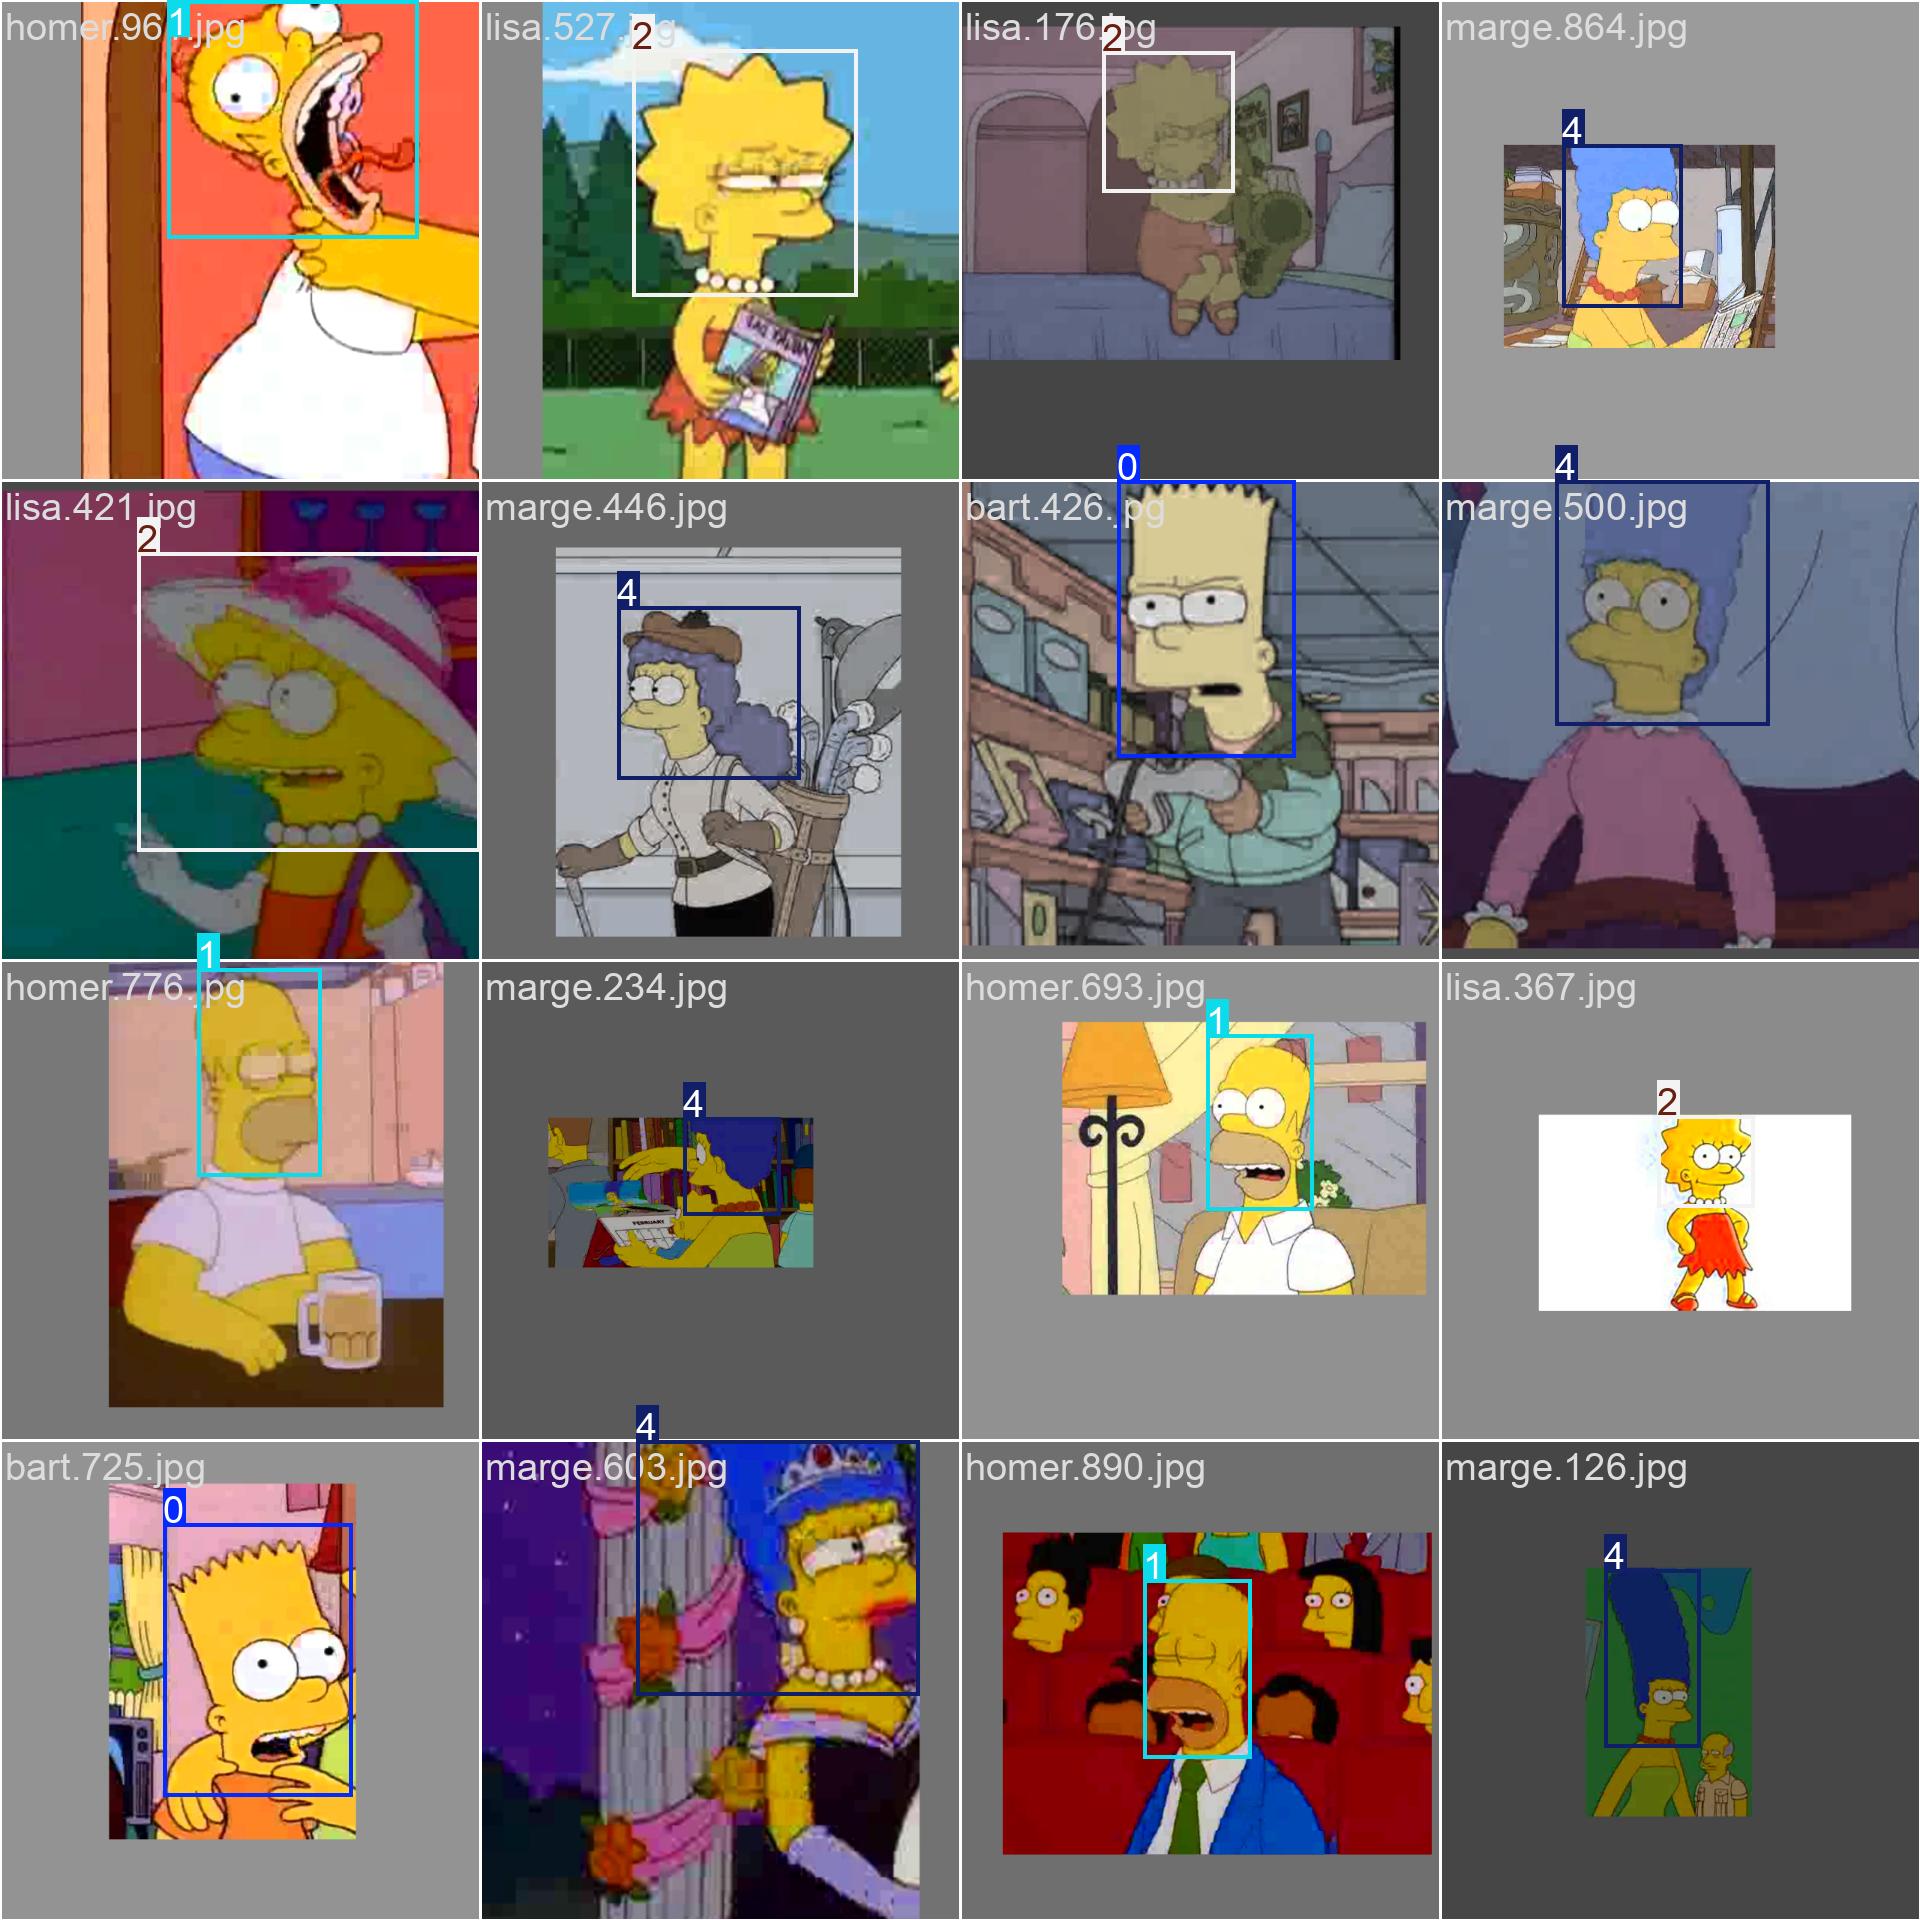 homer.96 .jpg
1
lisa.527.jpg
2
lisa.176.jpg
2
marge.864.jpg
4
lisa.421.jpg
2
marge.446.jpg
4
bart.426.jpg
0
marge.500.jpg
4
homer.776.jpg
1
marge.234.jpg
4
FEBRUARY
homer.693.jpg
1
lisa.367.jpg
2
bart.725.jpg
0
marge.603.jpg
4
homer.890.jpg
1
marge.126.jpg
4